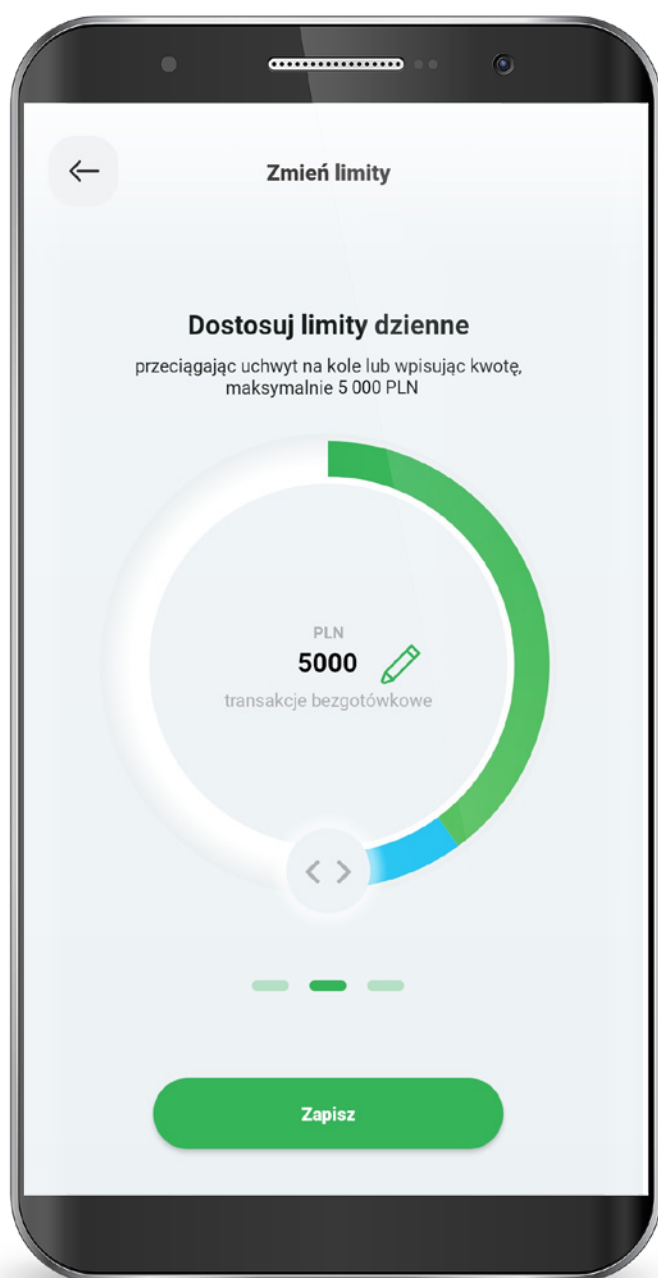 Zmień limity
Dostosuj limity dzienne
przeciągając uchwyt na kole lub wpisując kwotę,
maksymalnie 5 000 PLN
PLN
5000
transakcje bezgotówkowe
Zapisz